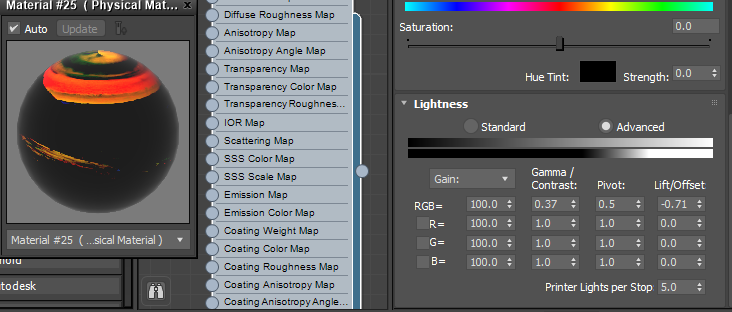 Material #25 ( Physical Mat...
Auto
Update
Material #25 ( ...sical Material )
utodesk
Diffuse Roughness Map
Anisotropy Map
Anisotropy Angle Map
Transparency Map
Transparency Color Map
Transparency Roughnes...
IOR Map
Scattering Map
SSS Color Map
SSS Scale Map
Emission Map
Emission Color Map
Coating Weight Map
Coating Color Map
Coating Roughness Map
Coating Anisotropy Map
Coating Anisotropy Angle...
Saturation: 0.0
Hue Tint: Strength: 0.0
Lightness
Standard Advanced
Gain: Gamma / Contrast: Pivot: Lift/Offset
RGB= 100.0 0.37 0.5 -0.71
R= 100.0 1.0 1.0 0.0
G= 100.0 1.0 1.0 0.0
B= 100.0 1.0 1.0 0.0
Printer Lights per Stop: 5.0